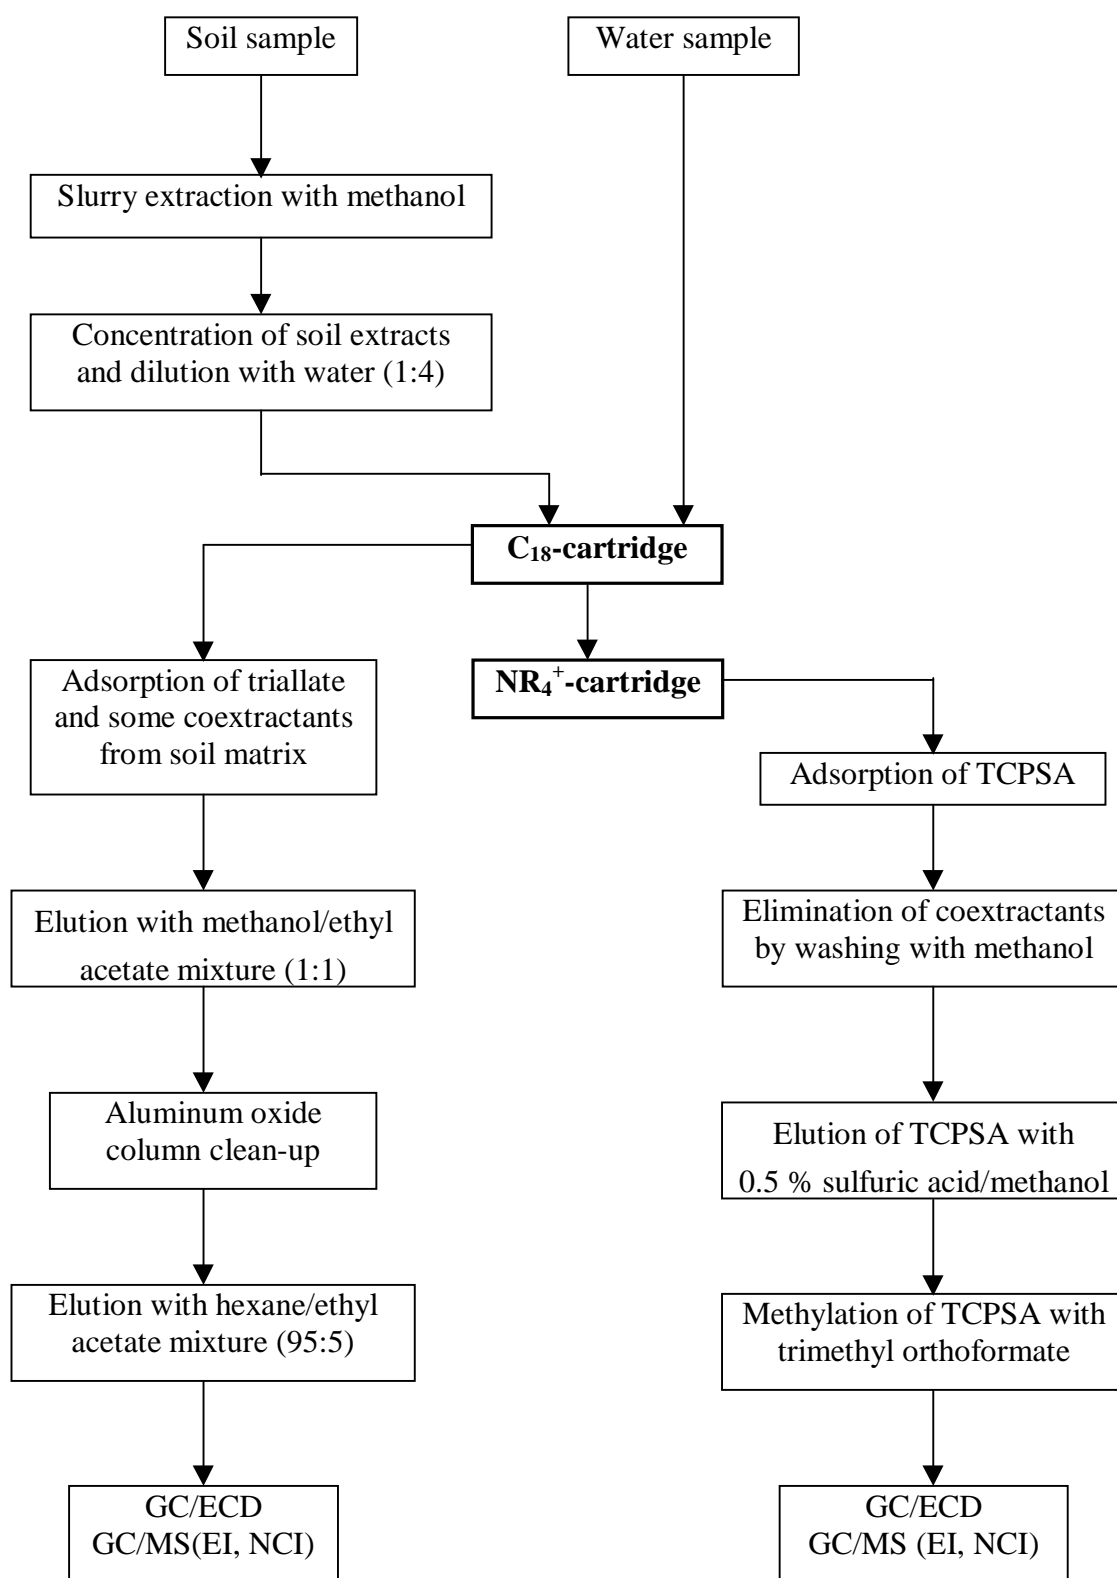 Soil sample
Water sample
Slurry extraction with methanol
Concentration of soil extracts
and dilution with water (1:4)
C₁₈-cartridge
NR₄⁺-cartridge
Adsorption of triallate
and some coextractants
from soil matrix
Adsorption of TCPSA
Elution with methanol/ethyl
acetate mixture (1:1)
Elimination of coextractants
by washing with methanol
Aluminum oxide
column clean-up
Elution of TCPSA with
0.5 % sulfuric acid/methanol
Elution with hexane/ethyl
acetate mixture (95:5)
Methylation of TCPSA with
trimethyl orthoformate
GC/ECD
GC/MS(EI, NCI)
GC/ECD
GC/MS (EI, NCI)